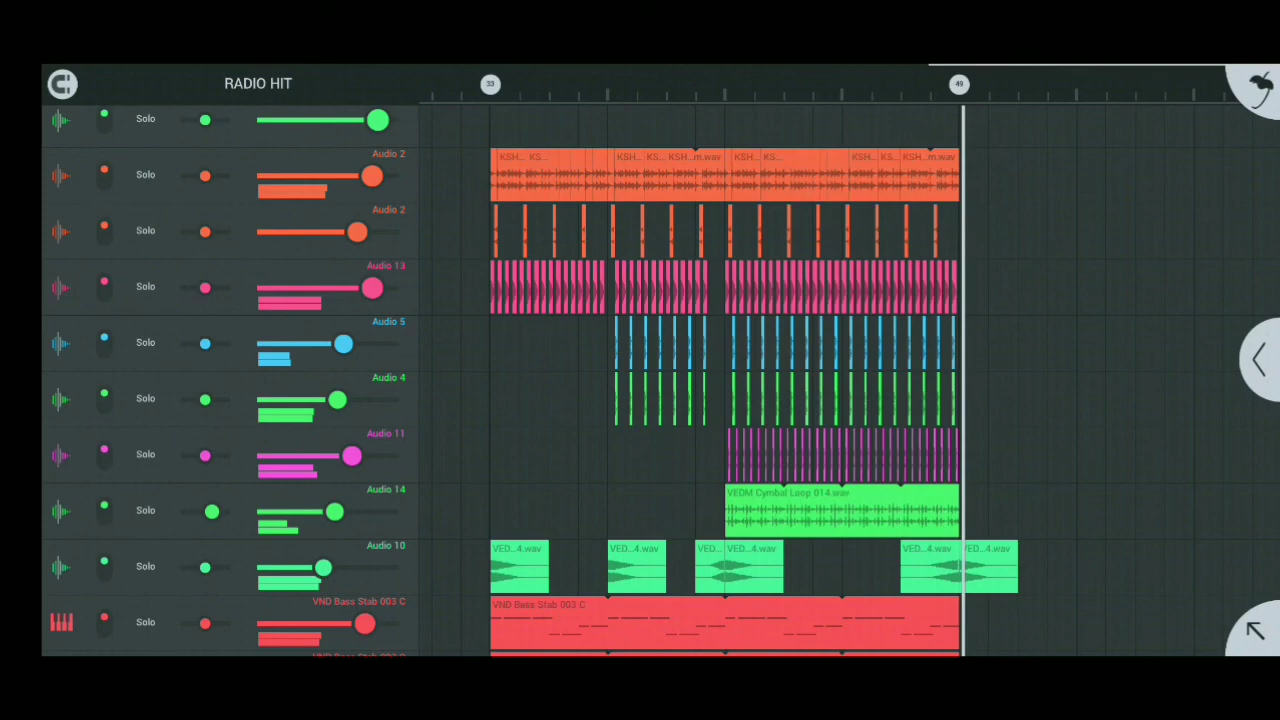 RADIO HIT
33
49
Solo
Audio 2
Solo
KSH... KS... KSH... KS... KSH...m.wav KSH... KS... KSH... KS... KSH...m.wav
Audio 2
Solo
Audio 13
Solo
Audio 5
Solo
Audio 4
Solo
Audio 11
Solo
Audio 14
Solo
VEDM Cymbal Loop 014.wav
Audio 10
Solo
VED...4.wav VED...4.wav VED... VED...4.wav VED...4.wav VED...4.wav
VND Bass Stab 003 C
Solo
VND Bass Stab 003 C